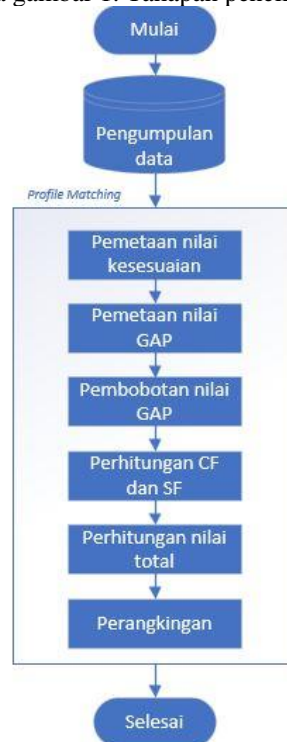 gambar 1. Tahapan
Mulai
Pengumpulan
data
Profile Matching
Pemetaan nilai
kesesuaian
Pemetaan nilai
GAP
Pembobotan nilai
GAP
Perhitungan CF
dan SF
Perhitungan nilai
total
Perangkingan
Selesai